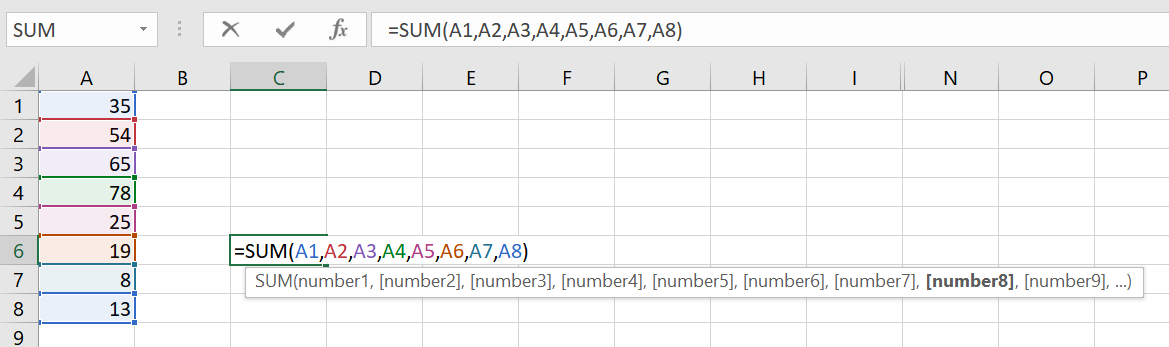 SUM =SUM(A1,A2,A3,A4,A5,A6,A7,A8)
A B C D E F G H I N O P
1 35
2 54
3 65
4 78
5 25
6 19 =SUM(A1,A2,A3,A4,A5,A6,A7,A8)
7 8 SUM(number1, [number2], [number3], [number4], [number5], [number6], [number7], [number8], [number9], ...)
8 13
9